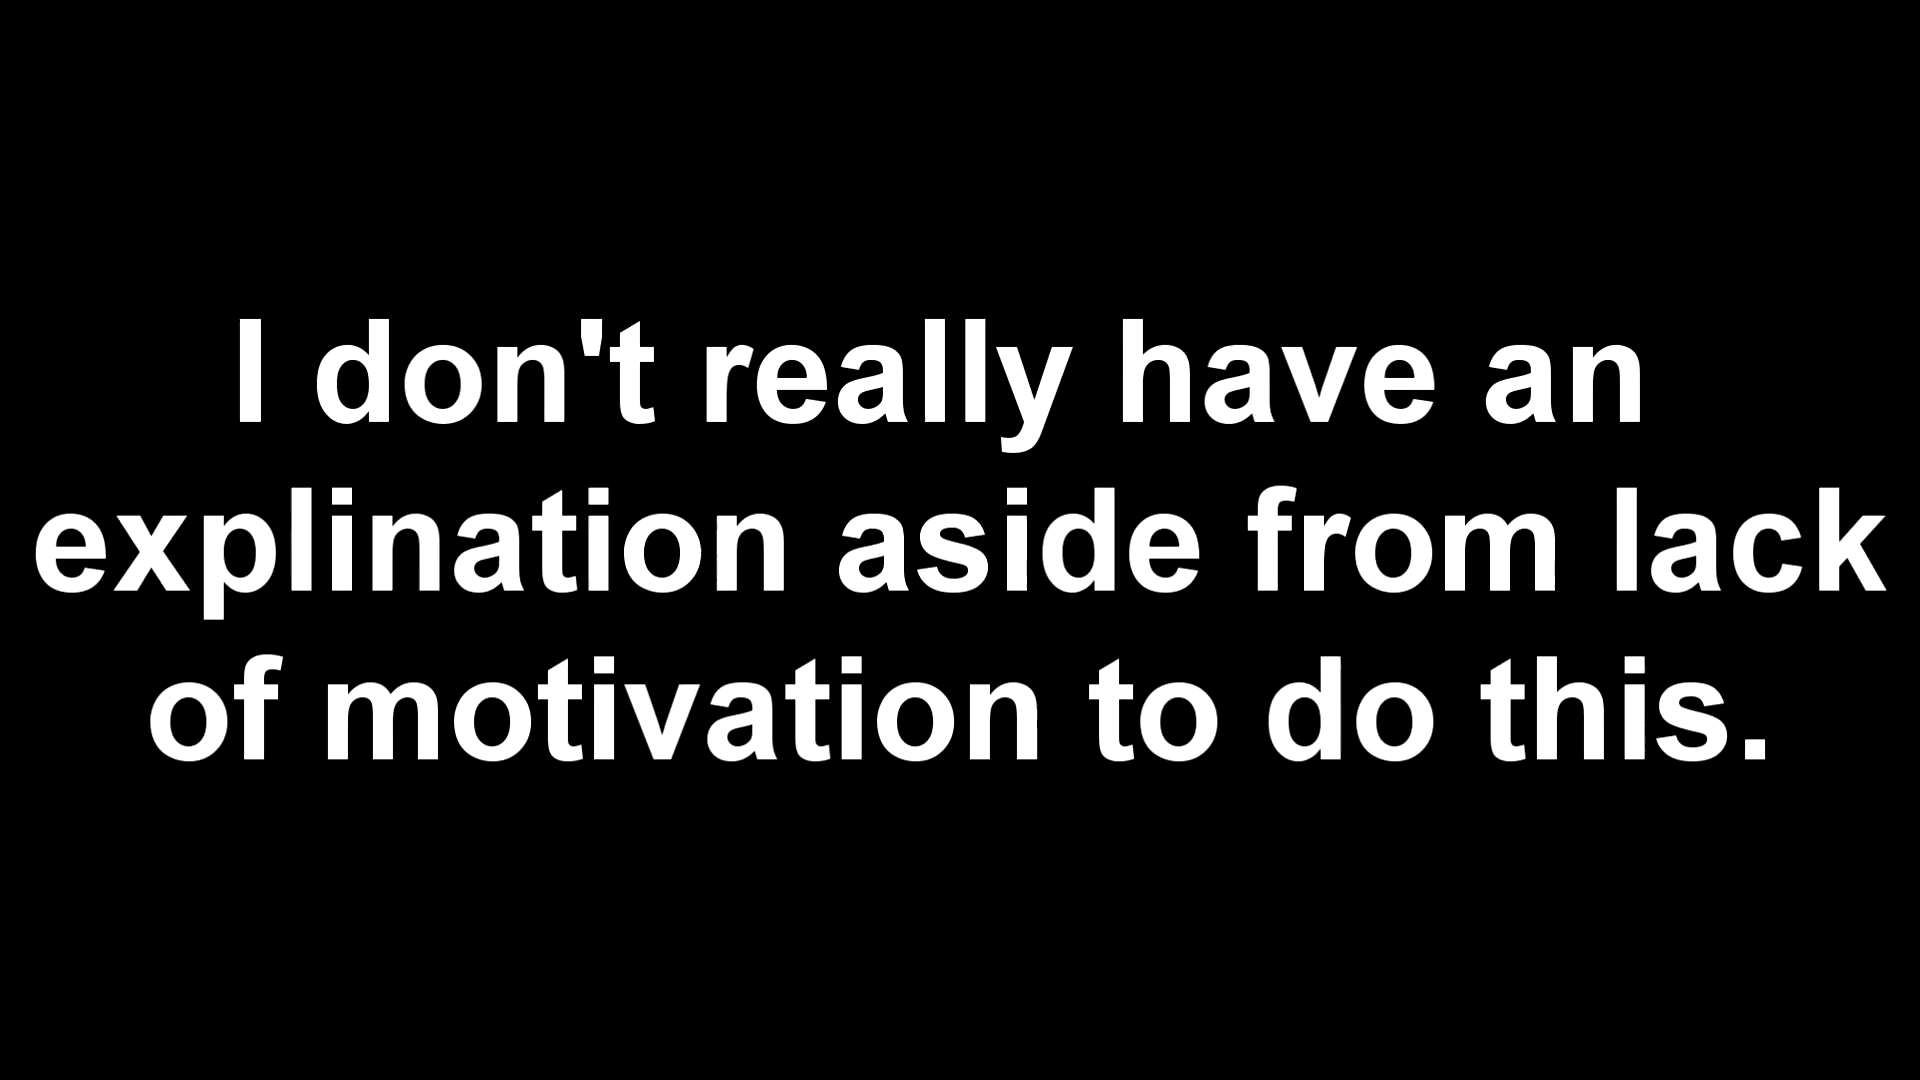 I don't really have an
explination aside from lack
of motivation to do this.